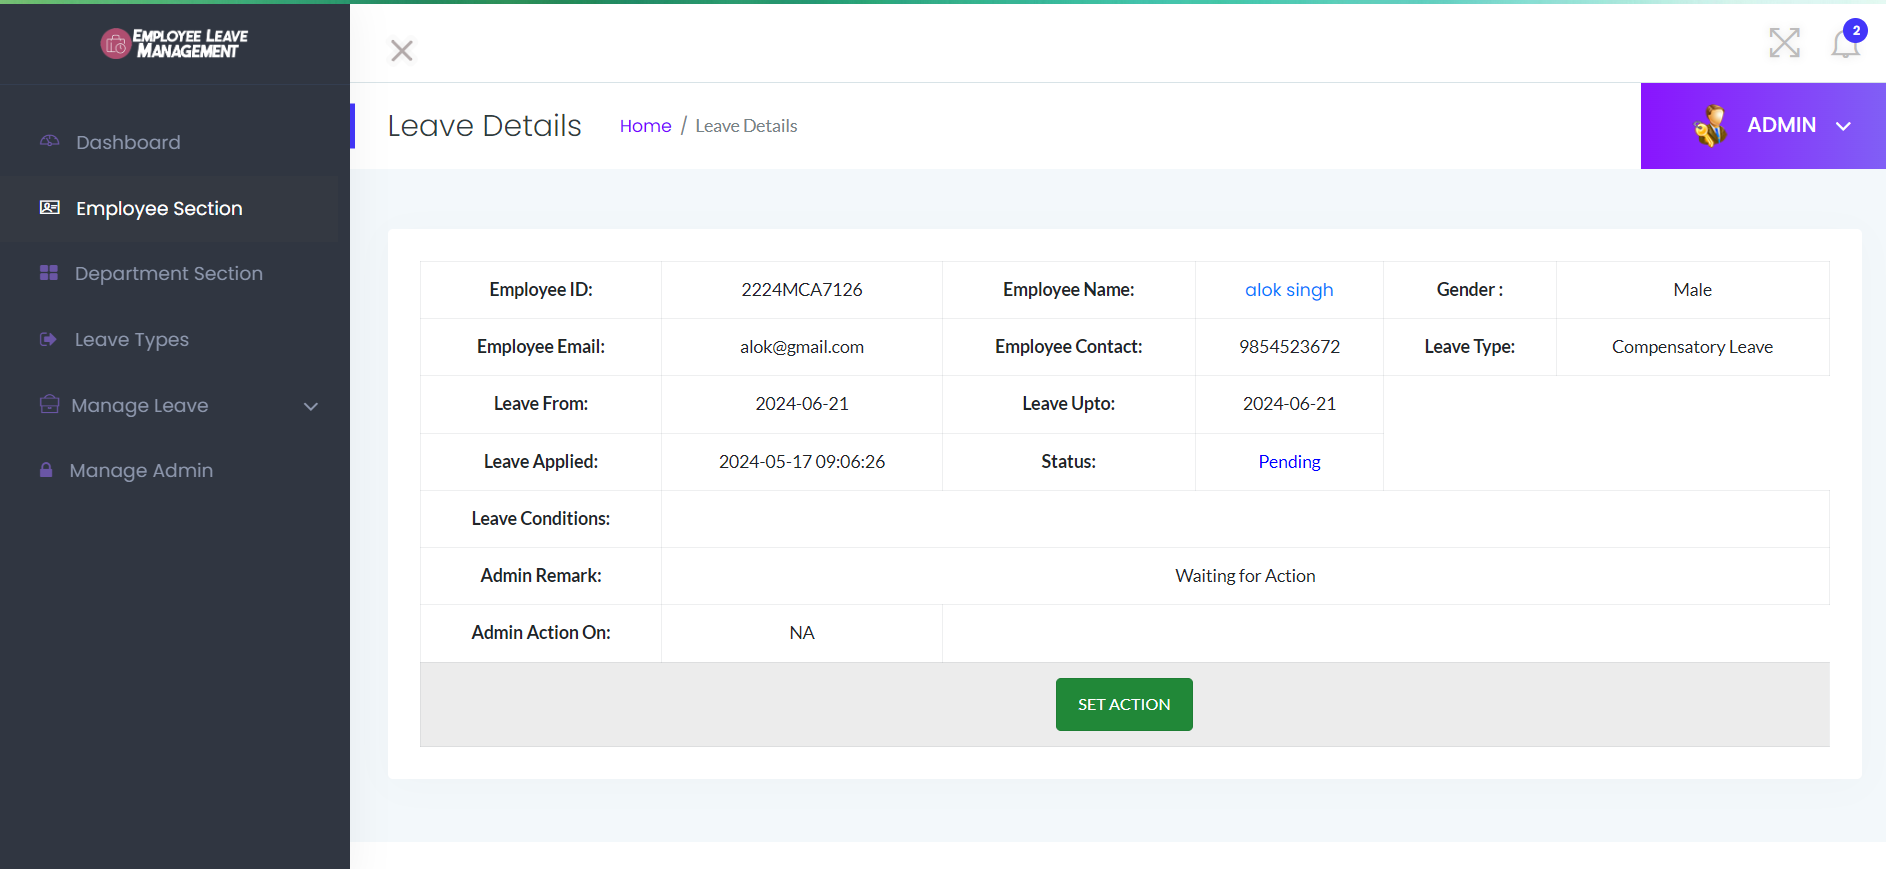 EMPLOYEE LEAVE
MANAGEMENT
2
Leave Details
Home / Leave Details
ADMIN
Dashboard
Employee Section
Department Section
Leave Types
Manage Leave
Manage Admin
Employee ID: 2224MCA7126 Employee Name: alok singh Gender : Male
Employee Email: alok@gmail.com Employee Contact: 9854523672 Leave Type: Compensatory Leave
Leave From: 2024-06-21 Leave Upto: 2024-06-21
Leave Applied: 2024-05-17 09:06:26 Status: Pending
Leave Conditions:
Admin Remark: Waiting for Action
Admin Action On: NA
SET ACTION